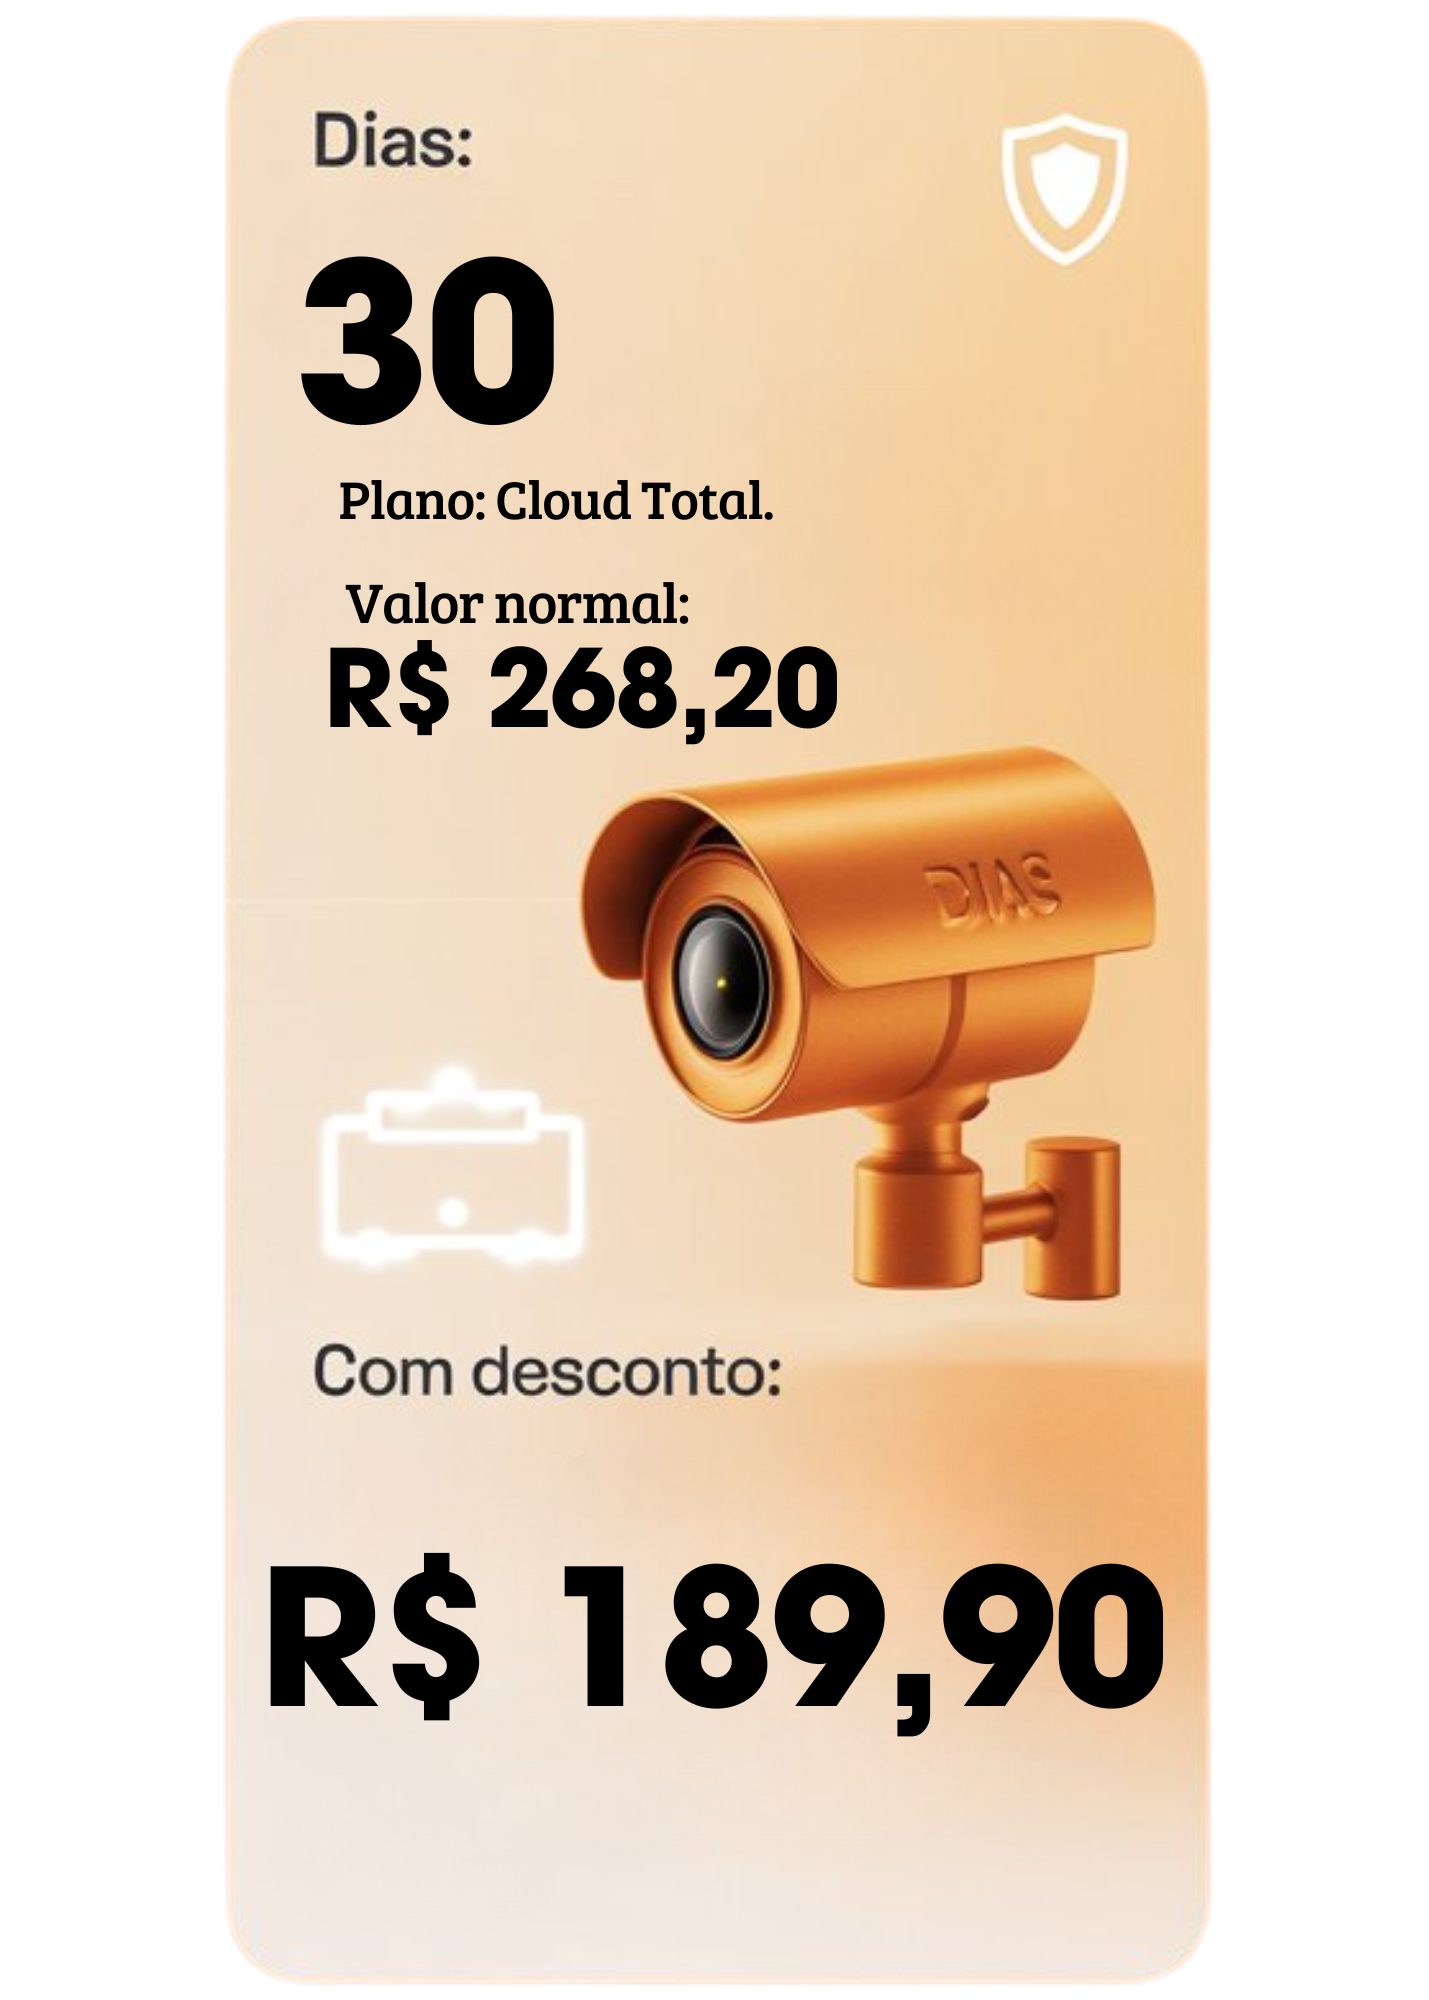 Dias:
30
Plano: Cloud Total.
Valor normal:
R$ 268,20
DIAS
Com desconto:
R$ 189,90